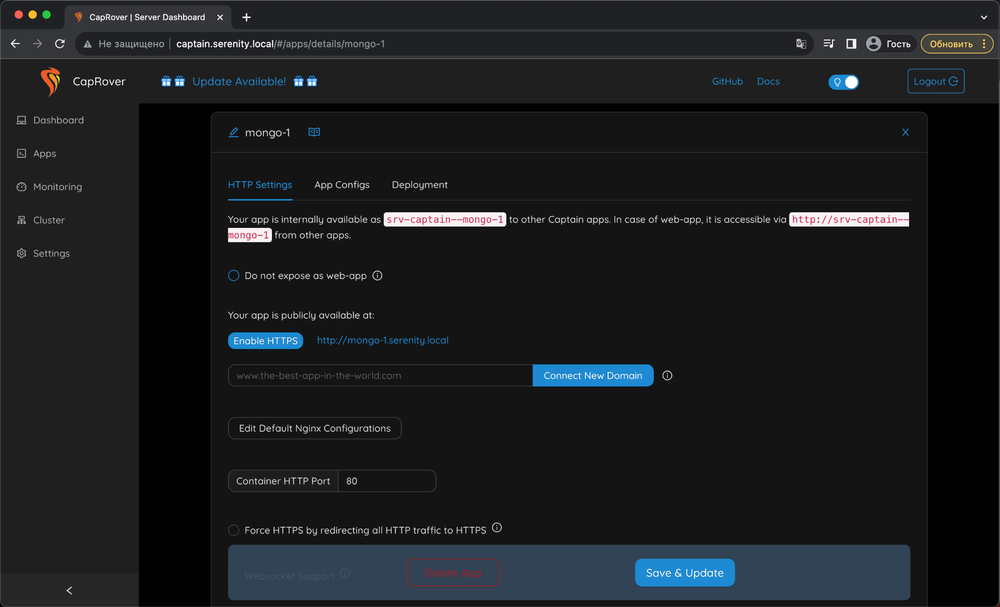 CapRover | Server Dashboard
Не защищено captain.serenity.local/#/apps/details/mongo-1 Гость Обновить
CapRover Update Available! GitHub Docs Logout
Dashboard
Apps
Monitoring
Cluster
Settings
mongo-1
HTTP Settings App Configs Deployment
Your app is internally available as srv-captain--mongo-1 to other Captain apps. In case of web-app, it is accessible via http://srv-captain--
mongo-1 from other apps.
Do not expose as web-app
Your app is publicly available at:
Enable HTTPS http://mongo-1.serenity.local
www.the-best-app-in-the-world.com Connect New Domain
Edit Default Nginx Configurations
Container HTTP Port 80
Force HTTPS by redirecting all HTTP traffic to HTTPS
Websocket Support Delete App Save & Update